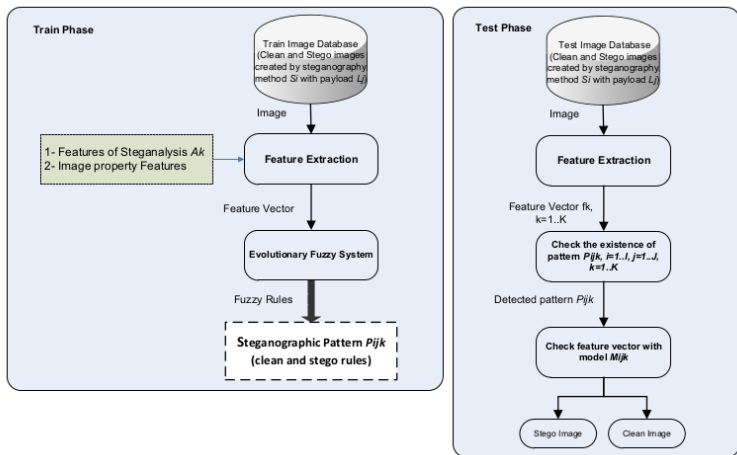 Train Phase
Train Image Database
(Clean and Stego images
created by steganography
method Si with payload Lj)
Image
1- Features of Steganalysis Ak
2- Image property Features
Feature Extraction
Feature Vector
Evolutionary Fuzzy System
Fuzzy Rules
Steganographic Pattern Pijk
(clean and stego rules)
Test Phase
Test Image Database
(Clean and Stego images
created by steganography
method Si with payload Lj)
Image
Feature Extraction
Feature Vector fk,
k=1..K
Check the existence of
pattern Pijk, i=1..I, j=1..J,
k=1..K
Detected pattern Pijk
Check feature vector with
model Mijk
Stego Image
Clean Image